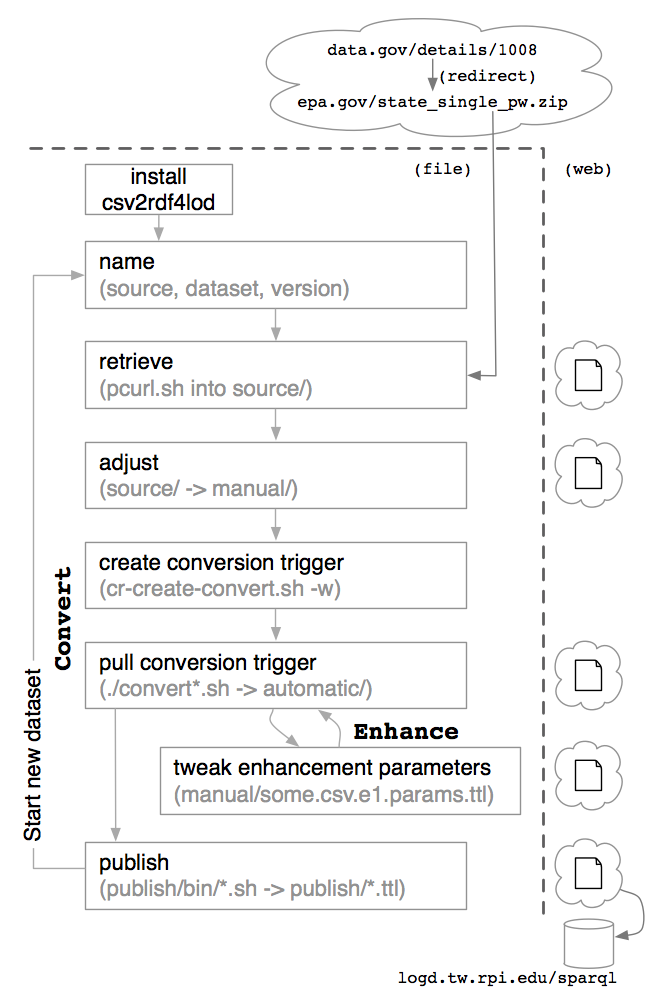 data.gov/details/1008
(redirect)
epa.gov/state_single_pw.zip
(file)
(web)
install
csv2rdf4lod
name
(source, dataset, version)
retrieve
(pcurl.sh into source/)
adjust
(source/ -> manual/)
create conversion trigger
(cr-create-convert.sh -w)
Convert
pull conversion trigger
(./convert*.sh -> automatic/)
Start new dataset
Enhance
tweak enhancement parameters
(manual/some.csv.e1.params.ttl)
publish
(publish/bin/*.sh -> publish/*.ttl)
logd.tw.rpi.edu/sparql